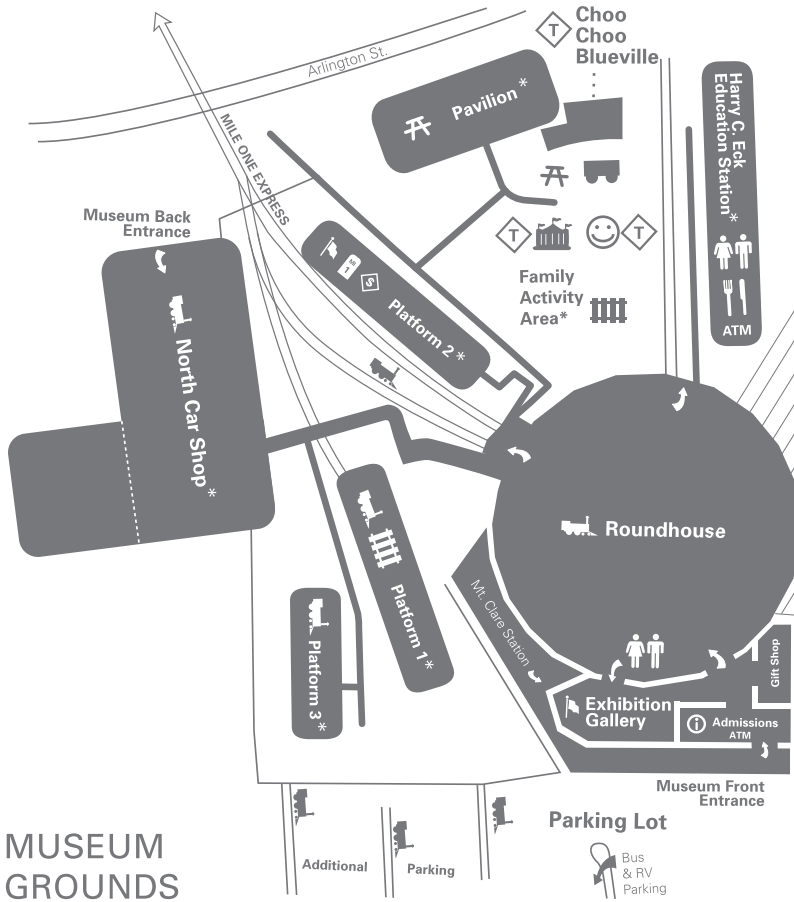 Choo
Choo
Blueville
T
Arlington St.
MILE ONE EXPRESS
Pavilion*
Harry C. Eck
Education Station*
ATM
Museum Back
Entrance
T
T
Family
Activity
Area*
MI
1
$
Platform 2*
North Car Shop*
Roundhouse
Platform 1*
Platform 3*
Mt. Clare Station
Gift Shop
Exhibition
Gallery
i
Admissions
ATM
Museum Front
Entrance
Parking Lot
Bus
& RV
Parking
Additional
Parking
MUSEUM
GROUNDS